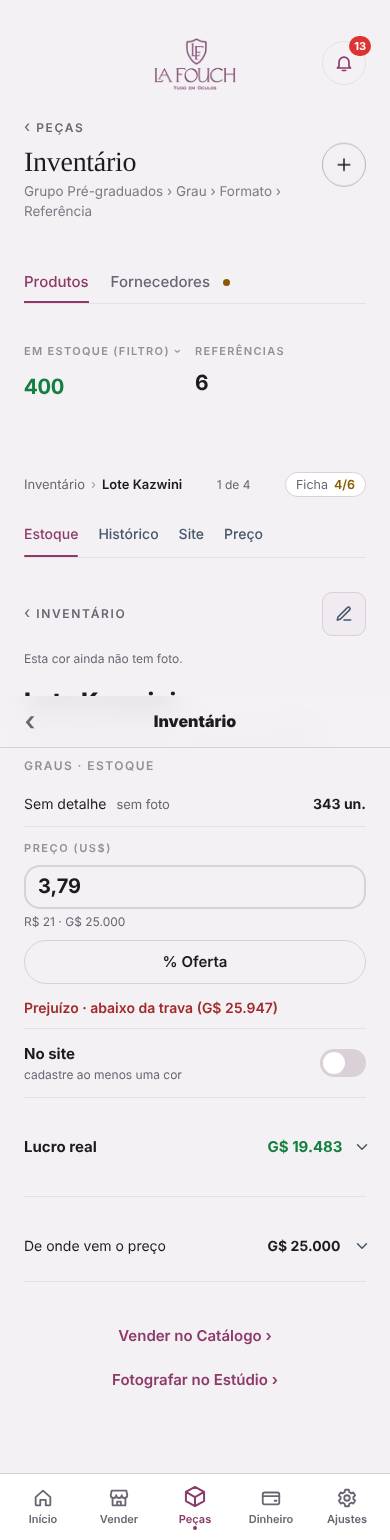 13
LF
LA FOUCH
TUDO EM ÓCULOS
‹ PEÇAS
Inventário
Grupo Pré-graduados › Grau › Formato ›
Referência
Produtos Fornecedores
EM ESTOQUE (FILTRO) REFERÊNCIAS
400 6
Inventário › Lote Kazwini 1 de 4 Ficha 4/6
Estoque Histórico Site Preço
‹ INVENTÁRIO
Esta cor ainda não tem foto.
Lote Kazwini
‹ Inventário
GRAUS · ESTOQUE
Sem detalhe sem foto 343 un.
PREÇO (US$)
3,79
R$ 21 · G$ 25.000
% Oferta
Prejuízo · abaixo da trava (G$ 25.947)
No site
cadastre ao menos uma cor
Lucro real G$ 19.483
De onde vem o preço G$ 25.000
Vender no Catálogo ›
Fotografar no Estúdio ›
Início Vender Peças Dinheiro Ajustes